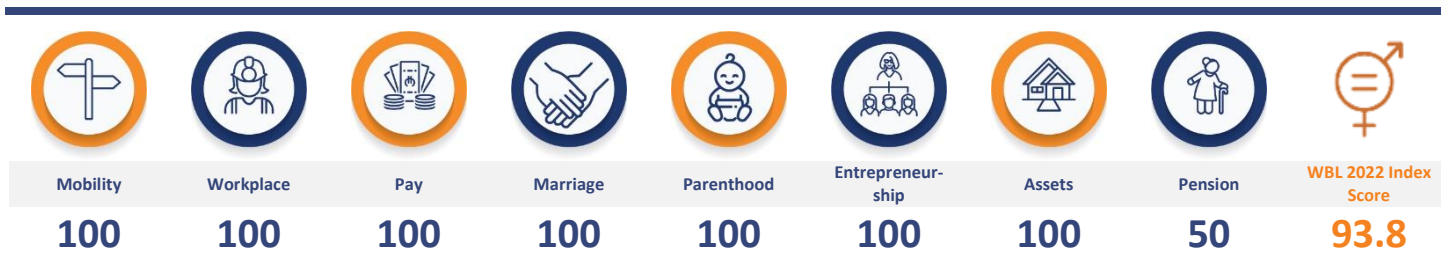 Mobility
Workplace
Pay
Marriage
Parenthood
Entrepreneur-
ship
Assets
Pension
WBL 2022 Index
Score
100
100
100
100
100
100
100
50
93.8